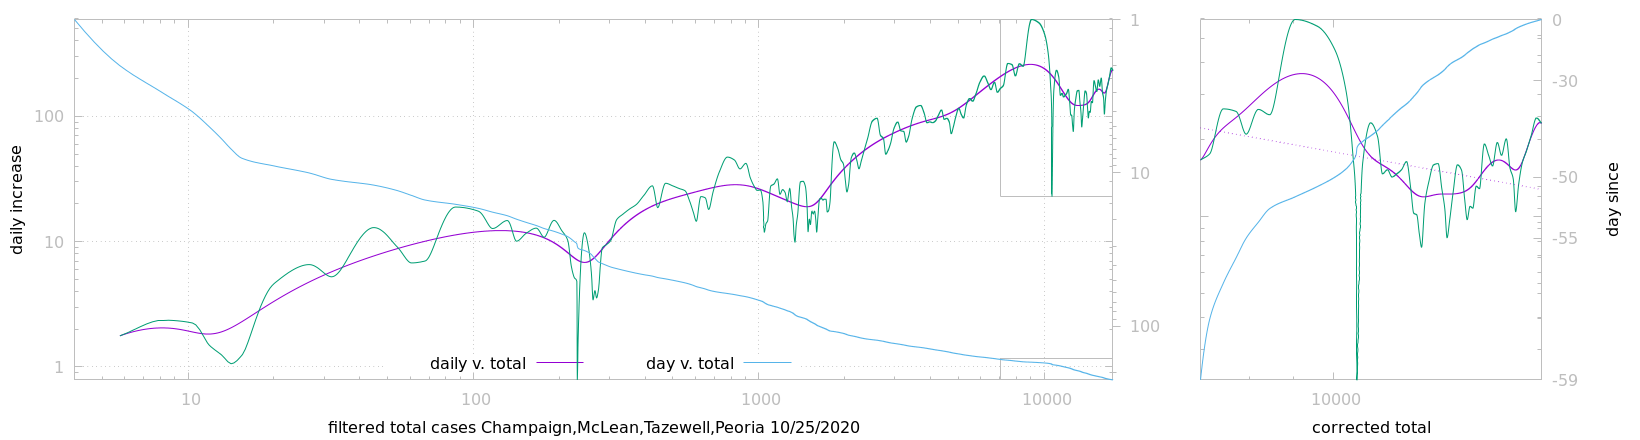 daily increase
100
10
1
10
100
1000
10000
1
10
100
daily v. total
day v. total
filtered total cases Champaign,McLean,Tazewell,Peoria 10/25/2020
0
-30
-50
-55
-59
day since
10000
corrected total